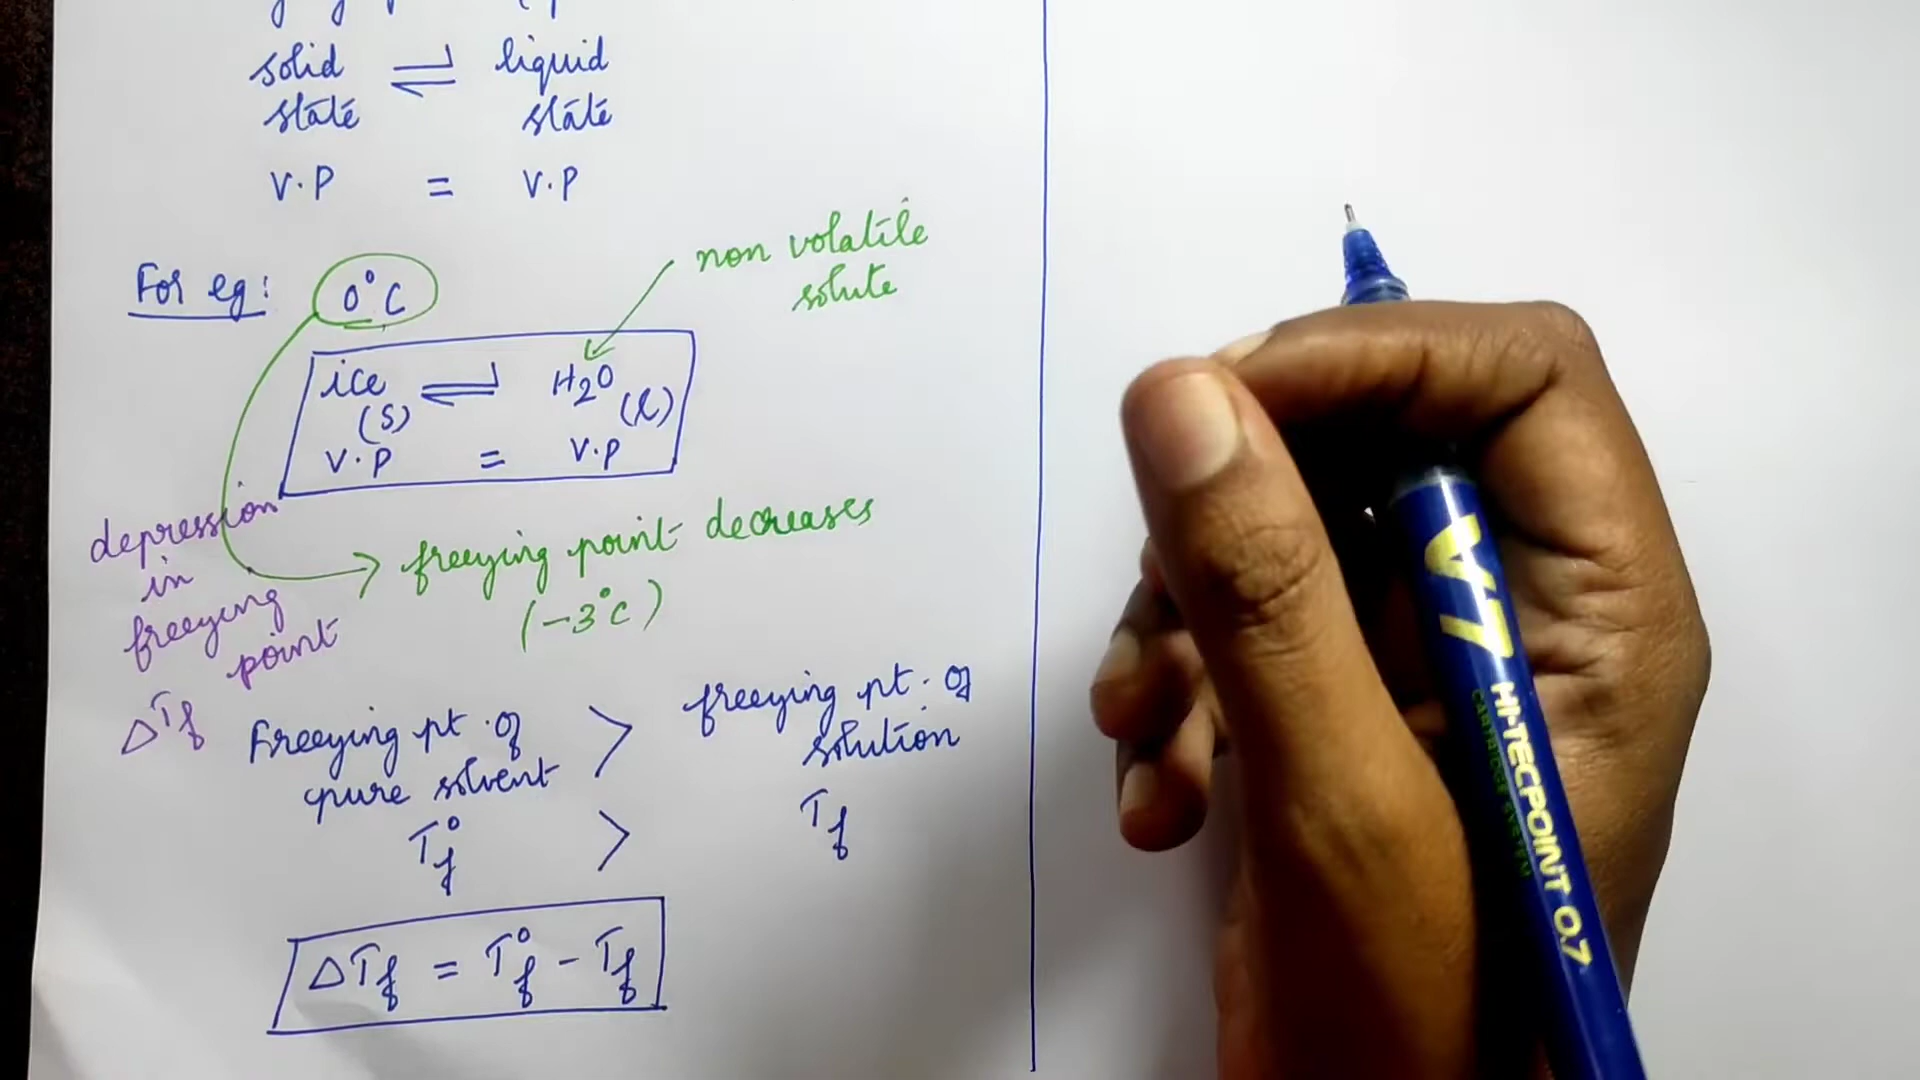 solid ⇌ liquid
state state
V.P = V.P
non volatile
solute
For eg: 0°C
ice ⇌ H2O
(S) (l)
V.P = V.P
depression
in
freezing
point
ΔTf
freezing point decreases
(-3°C)
Freezing pt. of > freezing pt. of
pure solvent solution
T°f > Tf
ΔTf = T°f - Tf
V7
HI-TECPOINT 0.7
CARTRIDGE SYSTEM